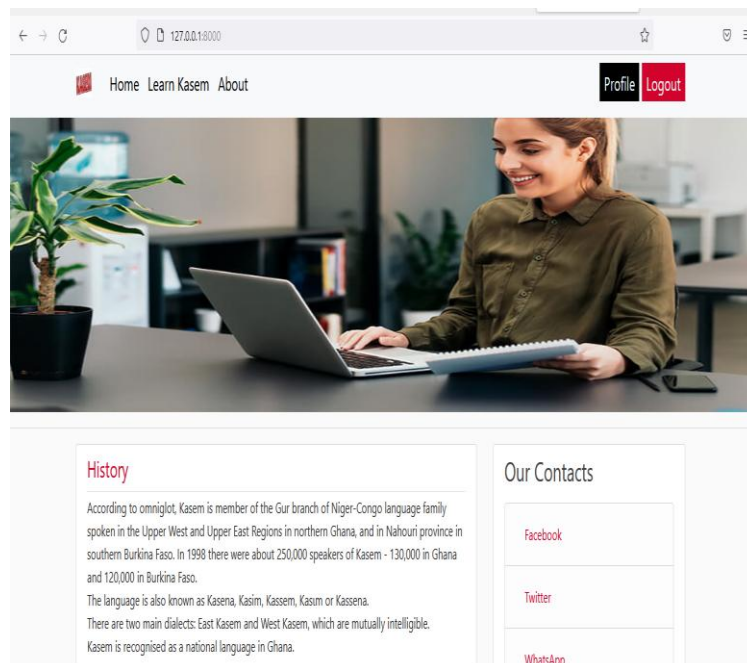 127.0.0.1:8000
Home Learn Kasem About
Profile Logout
History
According to omniglot, Kasem is member of the Gur branch of Niger-Congo language family
spoken in the Upper West and Upper East Regions in northern Ghana, and in Nahouri province in
southern Burkina Faso. In 1998 there were about 250,000 speakers of Kasem - 130,000 in Ghana
and 120,000 in Burkina Faso.
The language is also known as Kasena, Kasim, Kassem, Kasɩm or Kassena.
There are two main dialects: East Kasem and West Kasem, which are mutually intelligible.
Kasem is recognised as a national language in Ghana.
Our Contacts
Facebook
Twitter
WhatsApp